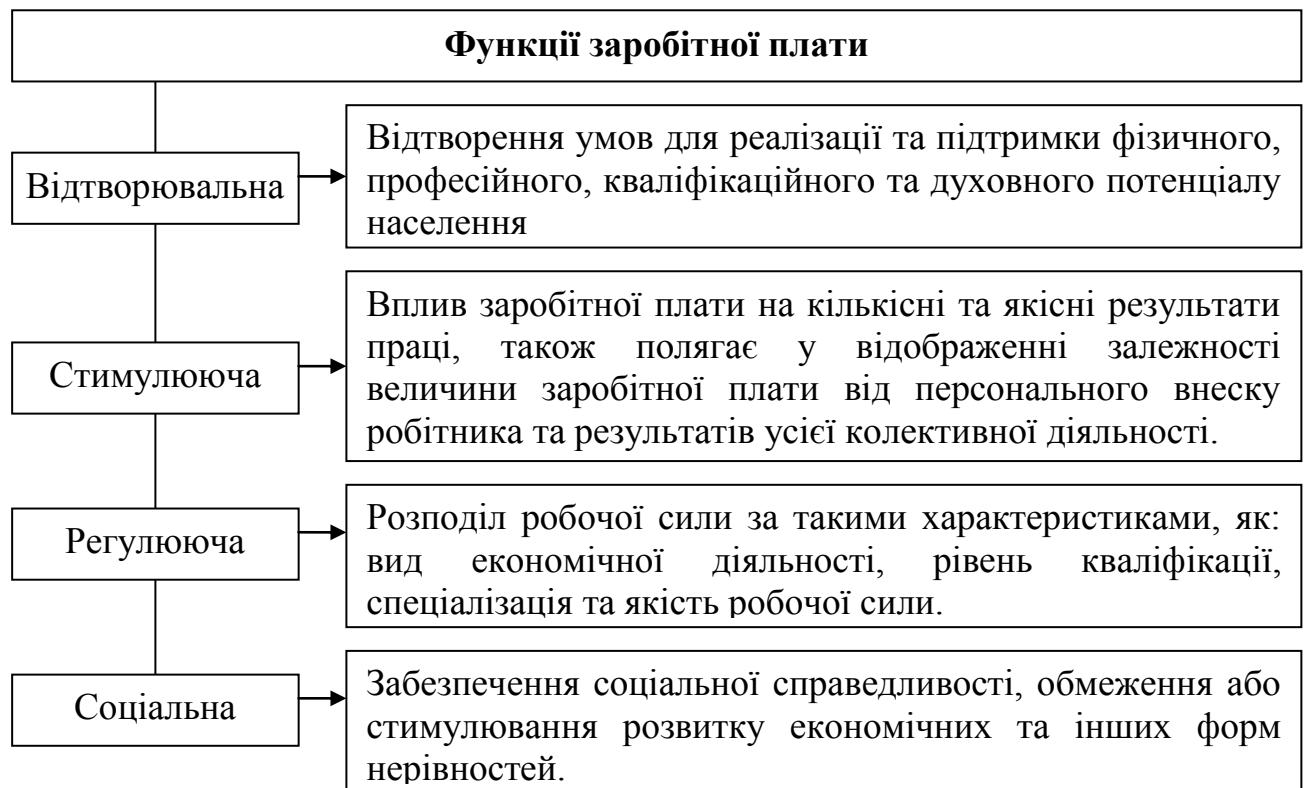 Функції заробітної плати
Відтворювальна
Відтворення умов для реалізації та підтримки фізичного,
професійного, кваліфікаційного та духовного потенціалу
населення
Стимулююча
Вплив заробітної плати на кількісні та якісні результати
праці, також полягає у відображенні залежності
величини заробітної плати від персонального внеску
робітника та результатів усієї колективної діяльності.
Регулююча
Розподіл робочої сили за такими характеристиками, як:
вид економічної діяльності, рівень кваліфікації,
спеціалізація та якість робочої сили.
Соціальна
Забезпечення соціальної справедливості, обмеження або
стимулювання розвитку економічних та інших форм
нерівностей.